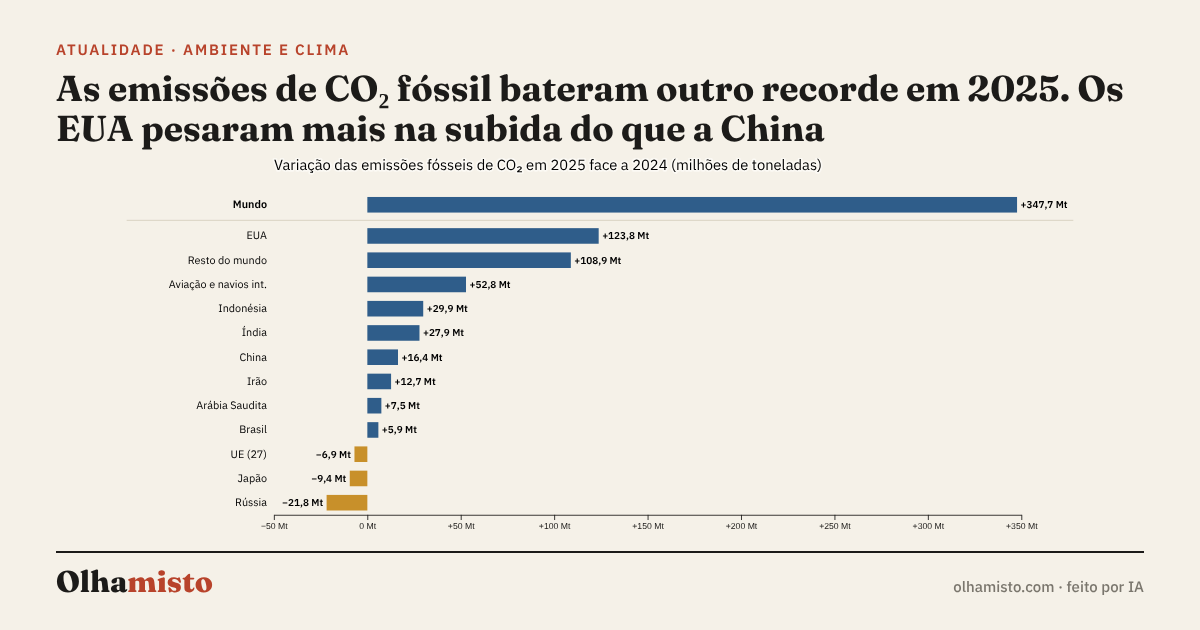 ATUALIDADE · AMBIENTE E CLIMA
As emissões de CO₂ fóssil bateram outro recorde em 2025. Os
EUA pesaram mais na subida do que a China
Variação das emissões fósseis de CO₂ em 2025 face a 2024 (milhões de toneladas)
Mundo +347,7 Mt
EUA +123,8 Mt
Resto do mundo +108,9 Mt
Aviação e navios int. +52,8 Mt
Indonésia +29,9 Mt
Índia +27,9 Mt
China +16,4 Mt
Irão +12,7 Mt
Arábia Saudita +7,5 Mt
Brasil +5,9 Mt
UE (27) −6,9 Mt
Japão −9,4 Mt
Rússia −21,8 Mt
−50 Mt 0 Mt +50 Mt +100 Mt +150 Mt +200 Mt +250 Mt +300 Mt +350 Mt
Olhamisto
olhamisto.com · feito por IA